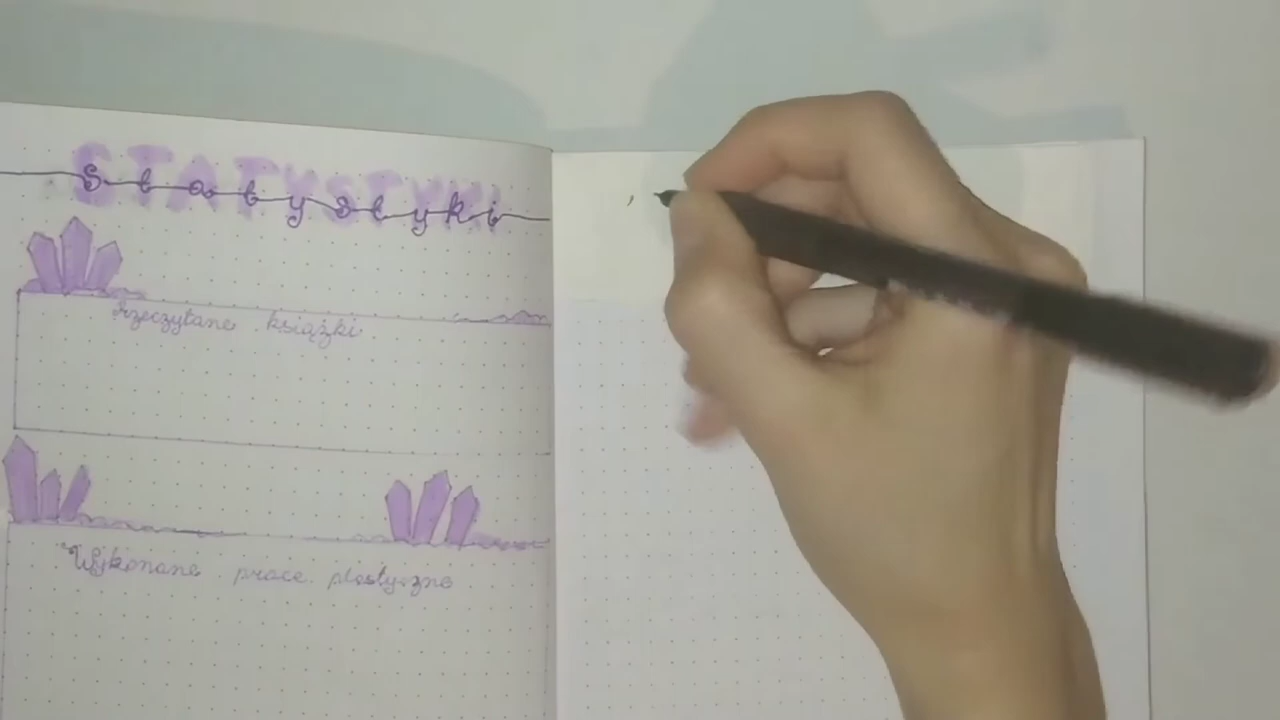 STATYSTYKI
Statystyki
Przeczytane książki
Wykonane prace plastyczne